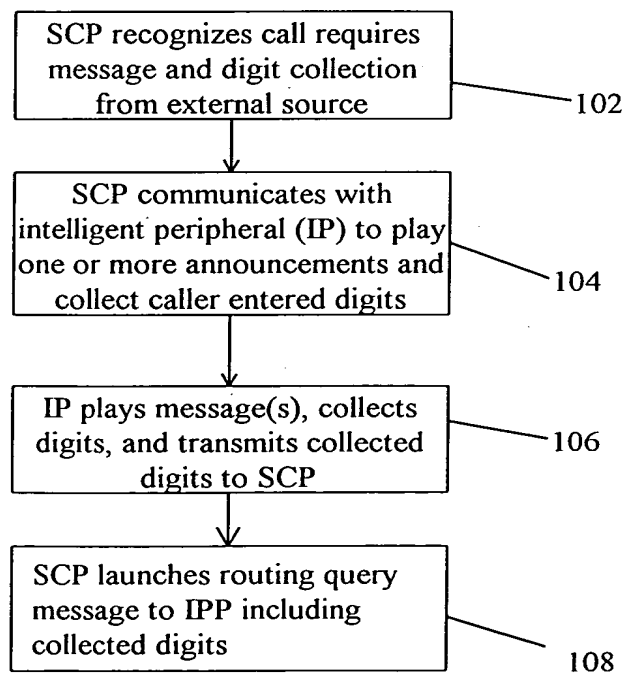 SCP recognizes call requires
message and digit collection
from external source
102
SCP communicates with
intelligent peripheral (IP) to play
one or more announcements and
collect caller entered digits
104
IP plays message(s), collects
digits, and transmits collected
digits to SCP
106
SCP launches routing query
message to IPP including
collected digits
108